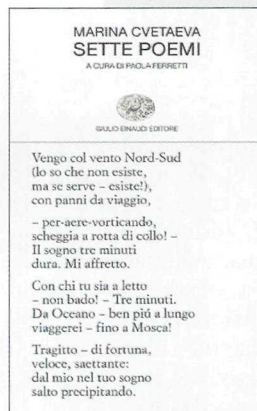 MARINA CVETAEVA
SETTE POEMI
A CURA DI PAOLA FERRETTI
GIULIO EINAUDI EDITORE
Vengo col vento Nord-Sud
(lo so che non esiste,
ma se serve – esiste!),
con panni da viaggio,
– per-aere-vorticando,
scheggia a rotta di collo! –
Il sogno tre minuti
dura. Mi affretto.
Con chi tu sia a letto
– non bado! – Tre minuti.
Da Oceano – ben piú a lungo
viaggerei – fino a Mosca!
Tragitto – di fortuna,
veloce, saettante:
dal mio nel tuo sogno
salto precipitando.